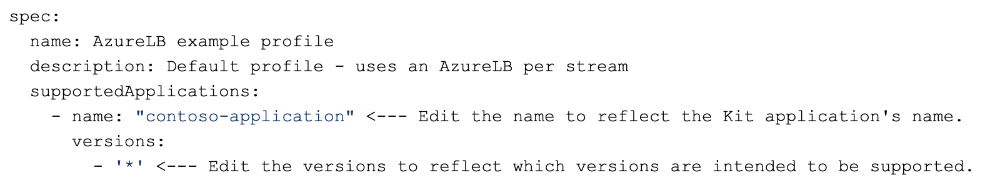 spec:
  name: AzureLB example profile
  description: Default profile - uses an AzureLB per stream
  supportedApplications:
    - name: "contoso-application" <--- Edit the name to reflect the Kit application's name.
      versions:
        - '*' <--- Edit the versions to reflect which versions are intended to be supported.